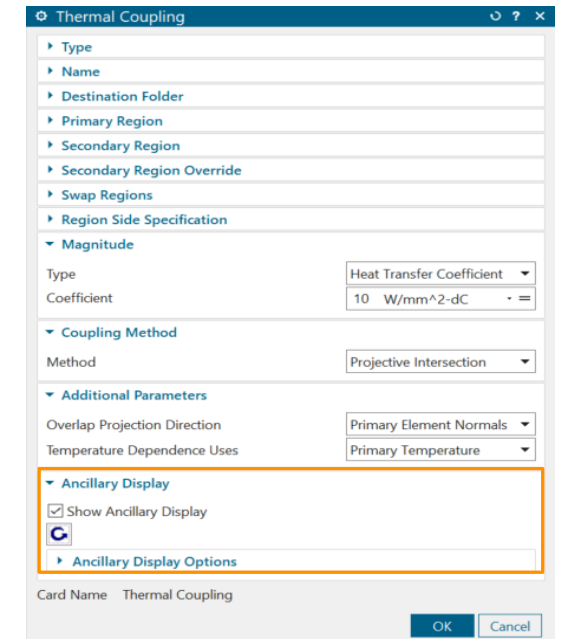 Thermal Coupling
Type
Name
Destination Folder
Primary Region
Secondary Region
Secondary Region Override
Swap Regions
Region Side Specification
Magnitude
Type Heat Transfer Coefficient
Coefficient 10 W/mm^2-dC
Coupling Method
Method Projective Intersection
Additional Parameters
Overlap Projection Direction Primary Element Normals
Temperature Dependence Uses Primary Temperature
Ancillary Display
Show Ancillary Display
Ancillary Display Options
Card Name Thermal Coupling
OK Cancel